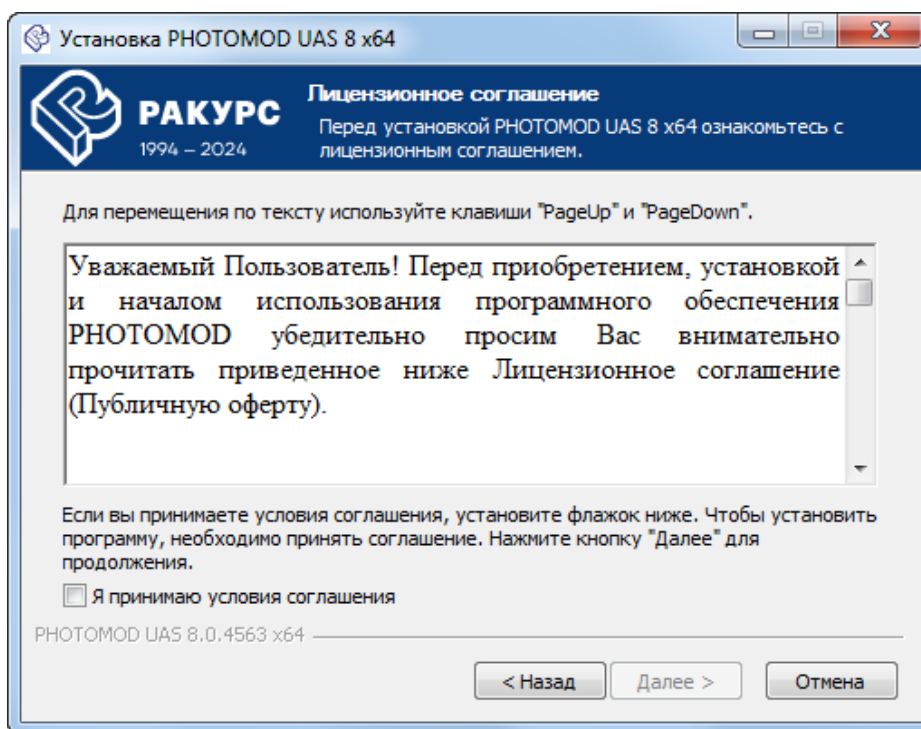 Установка PHOTOMOD UAS 8 x64
РАКУРС
1994 – 2024
Лицензионное соглашение
Перед установкой PHOTOMOD UAS 8 x64 ознакомьтесь с
лицензионным соглашением.
Для перемещения по тексту используйте клавиши "PageUp" и "PageDown".
Уважаемый Пользователь! Перед приобретением, установкой
и началом использования программного обеспечения
PHOTOMOD убедительно просим Вас внимательно
прочитать приведенное ниже Лицензионное соглашение
(Публичную оферту).
Если вы принимаете условия соглашения, установите флажок ниже. Чтобы установить
программу, необходимо принять соглашение. Нажмите кнопку "Далее" для
продолжения.
Я принимаю условия соглашения
PHOTOMOD UAS 8.0.4563 x64
< Назад
Далее >
Отмена